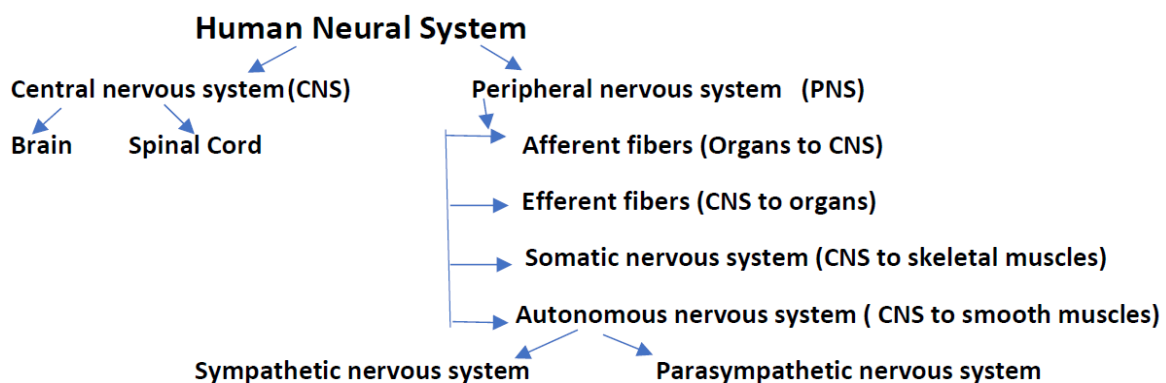 Human Neural System
Central nervous system (CNS) Peripheral nervous system (PNS)
Brain Spinal Cord Afferent fibers (Organs to CNS)
Efferent fibers (CNS to organs)
Somatic nervous system (CNS to skeletal muscles)
Autonomous nervous system ( CNS to smooth muscles)
Sympathetic nervous system Parasympathetic nervous system